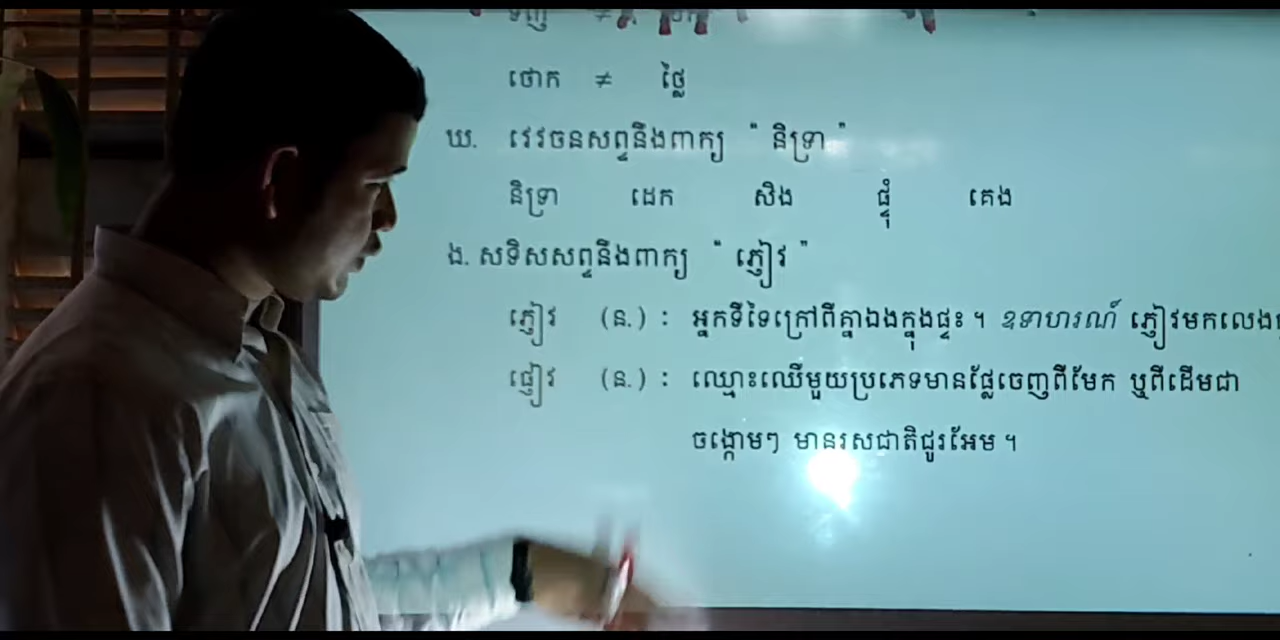 ទិញ ≠
ថោក ≠ ថ្លៃ
ឃ. វេវចនសព្ទនឹងពាក្យ " និទ្រា "
និទ្រា ដេក សិង ផ្ទុំ គេង
ង. សទិសសព្ទនឹងពាក្យ " ភ្ញៀវ "
ភ្ញៀវ (ន.) : អ្នកទីទៃក្រៅពីគ្នាឯងក្នុងផ្ទះ ។ ឧទាហរណ៍ ភ្ញៀវមកលេង
ផ្ញៀវ (ន.) : ឈ្មោះឈើមួយប្រភេទមានផ្លែចេញពីមែក ឬពីដើមជា
ចង្កោមៗ មានរសជាតិជូរអែម ។